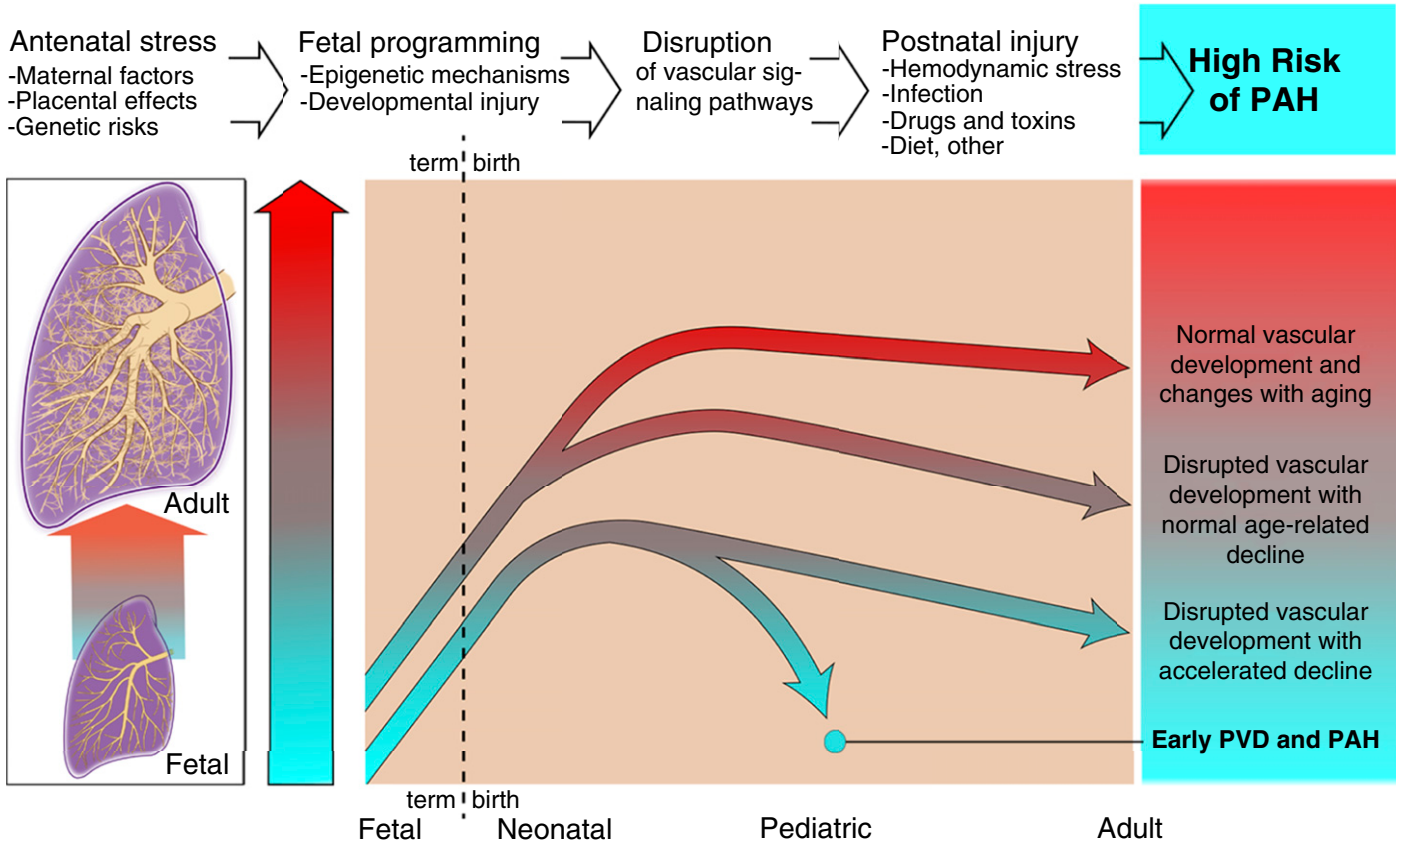 Antenatal stress
-Maternal factors
-Placental effects
-Genetic risks
Fetal programming
-Epigenetic mechanisms
-Developmental injury
Disruption
of vascular sig-
naling pathways
Postnatal injury
-Hemodynamic stress
-Infection
-Drugs and toxins
-Diet, other
High Risk
of PAH
term birth
Adult
Fetal
Normal vascular
development and
changes with aging
Disrupted vascular
development with
normal age-related
decline
Disrupted vascular
development with
accelerated decline
Early PVD and PAH
term birth
Fetal Neonatal Pediatric Adult